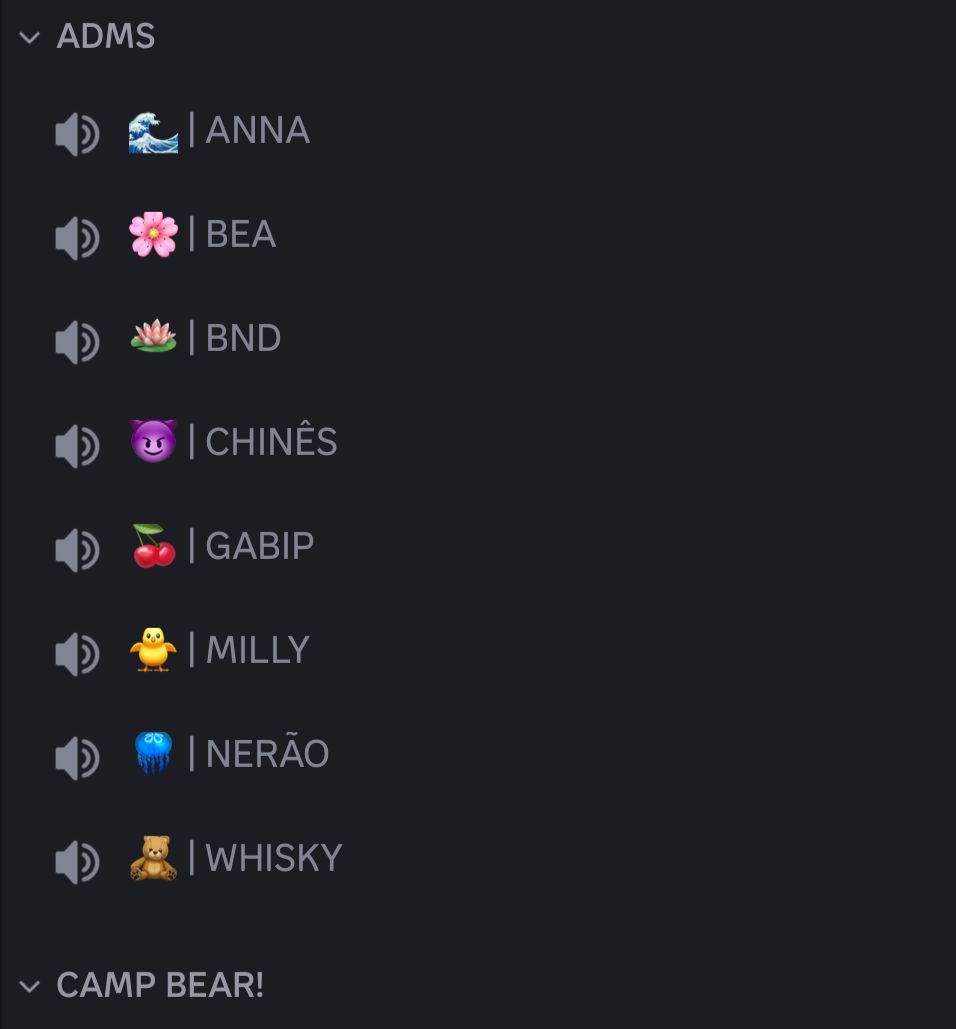 ADMS
🌊 | ANNA
🌸 | BEA
🪷 | BND
😈 | CHINÊS
🍒 | GABIP
🐥 | MILLY
🪼 | NERÃO
🧸 | WHISKY
CAMP BEAR!